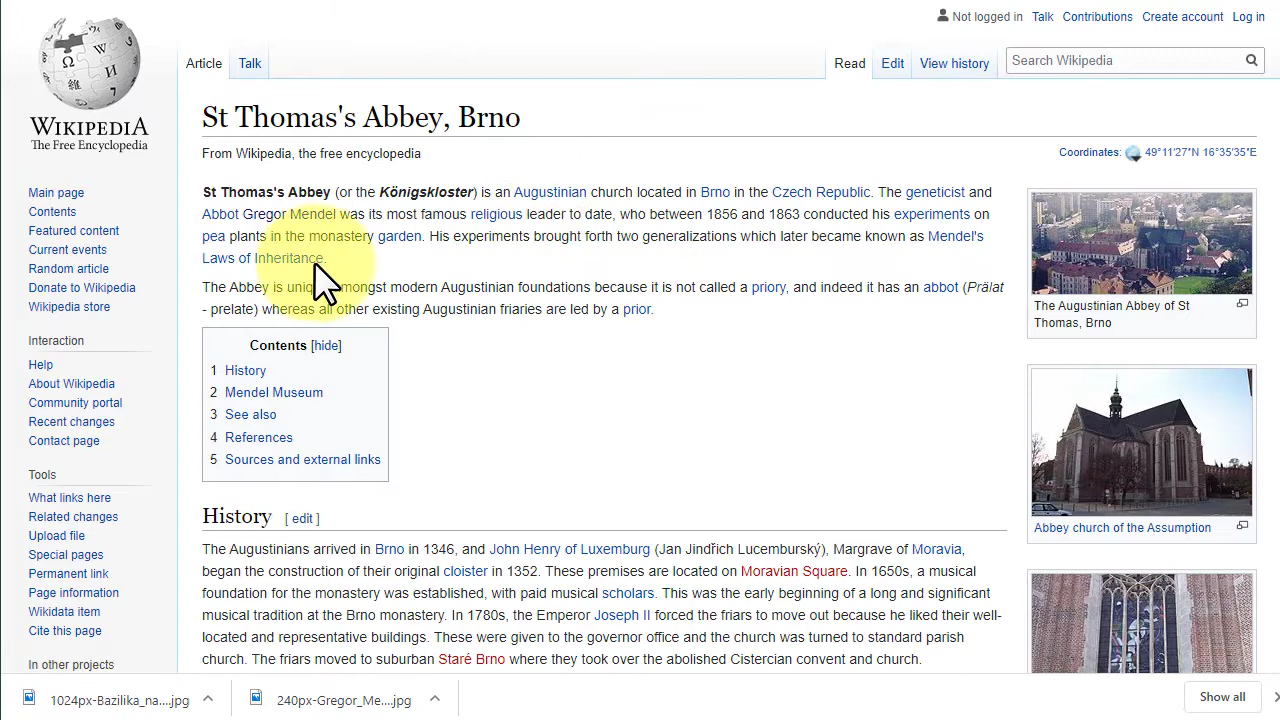 Not logged in Talk Contributions Create account Log in
Article Talk Read Edit View history Search Wikipedia
WIKIPEDIA
The Free Encyclopedia
Main page
Contents
Featured content
Current events
Random article
Donate to Wikipedia
Wikipedia store
Interaction
Help
About Wikipedia
Community portal
Recent changes
Contact page
Tools
What links here
Related changes
Upload file
Special pages
Permanent link
Page information
Wikidata item
Cite this page
In other projects
St Thomas's Abbey, Brno
From Wikipedia, the free encyclopedia
Coordinates: 49°11′27″N 16°35′35″E
St Thomas's Abbey (or the Königskloster) is an Augustinian church located in Brno in the Czech Republic. The geneticist and
Abbot Gregor Mendel was its most famous religious leader to date, who between 1856 and 1863 conducted his experiments on
pea plants in the monastery garden. His experiments brought forth two generalizations which later became known as Mendel's
Laws of Inheritance.
The Abbey is amongst modern Augustinian foundations because it is not called a priory, and indeed it has an abbot (Prälat
- prelate) whereas all other existing Augustinian friaries are led by a prior.
Contents [hide]
1 History
2 Mendel Museum
3 See also
4 References
5 Sources and external links
History [ edit ]
The Augustinians arrived in Brno in 1346, and John Henry of Luxemburg (Jan Jindřich Lucemburský), Margrave of Moravia,
began the construction of their original cloister in 1352. These premises are located on Moravian Square. In 1650s, a musical
foundation for the monastery was established, with paid musical scholars. This was the early beginning of a long and significant
musical tradition at the Brno monastery. In 1780s, the Emperor Joseph II forced the friars to move out because he liked their well-
located and representative buildings. These were given to the governor office and the church was turned to standard parish
church. The friars moved to suburban Staré Brno where they took over the abolished Cistercian convent and church.
The Augustinian Abbey of St
Thomas, Brno
Abbey church of the Assumption
1024px-Bazilika_na....jpg
240px-Gregor_Me....jpg
Show all